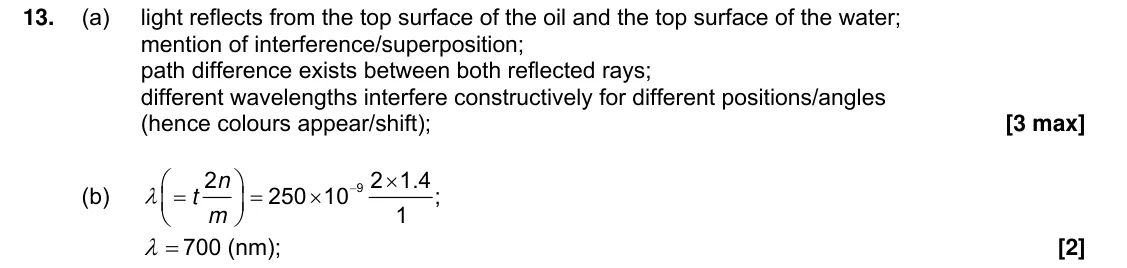 13. (a) light reflects from the top surface of the oil and the top surface of the water;
mention of interference/superposition;
path difference exists between both reflected rays;
different wavelengths interfere constructively for different positions/angles
(hence colours appear/shift); [3 max]
(b) λ(= t 2n/m) = 250×10⁻⁹ 2×1.4/1;
λ = 700 (nm); [2]